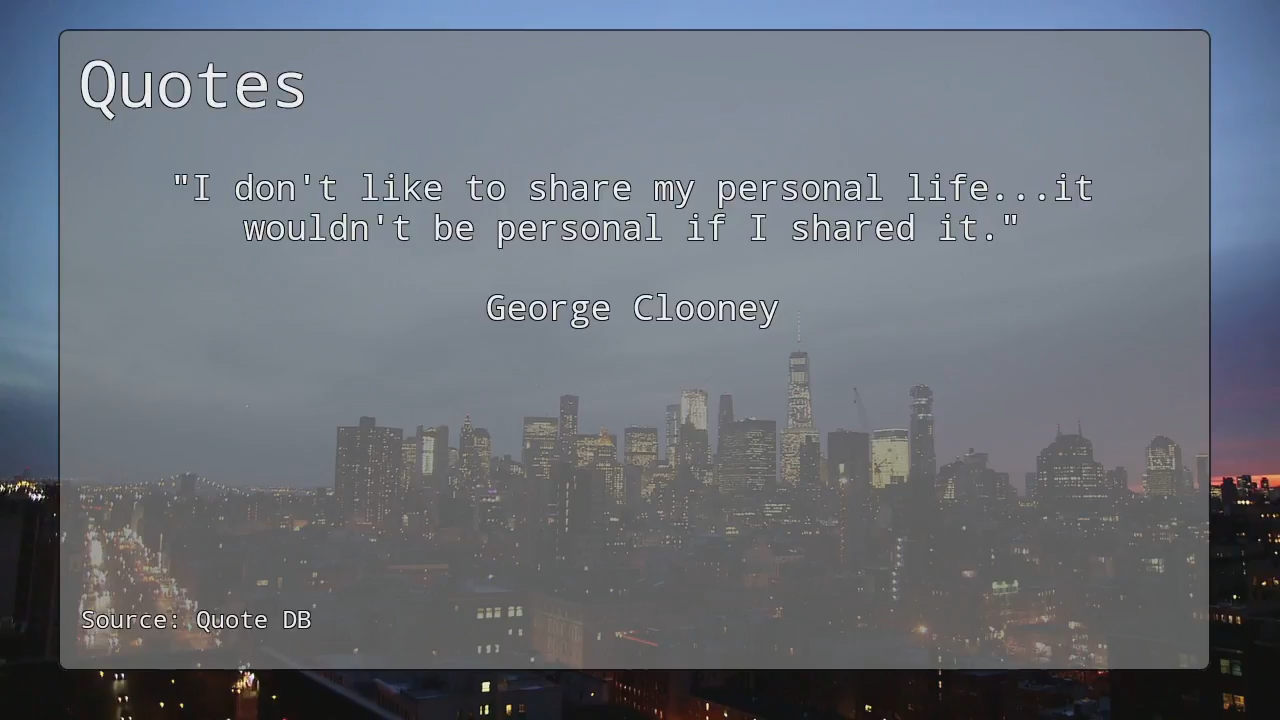 Quotes
"I don't like to share my personal life...it
wouldn't be personal if I shared it."
George Clooney
Source: Quote DB